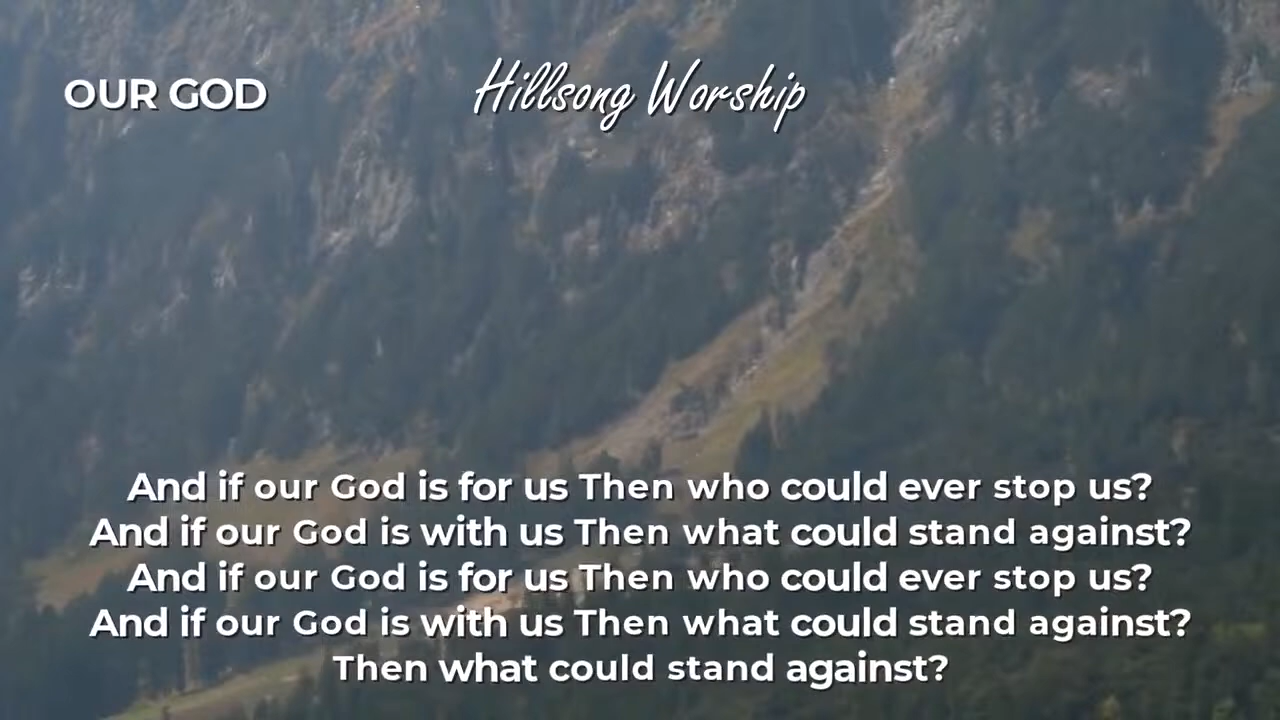 OUR GOD
Hillsong Worship
And if our God is for us Then who could ever stop us?
And if our God is with us Then what could stand against?
And if our God is for us Then who could ever stop us?
And if our God is with us Then what could stand against?
Then what could stand against?